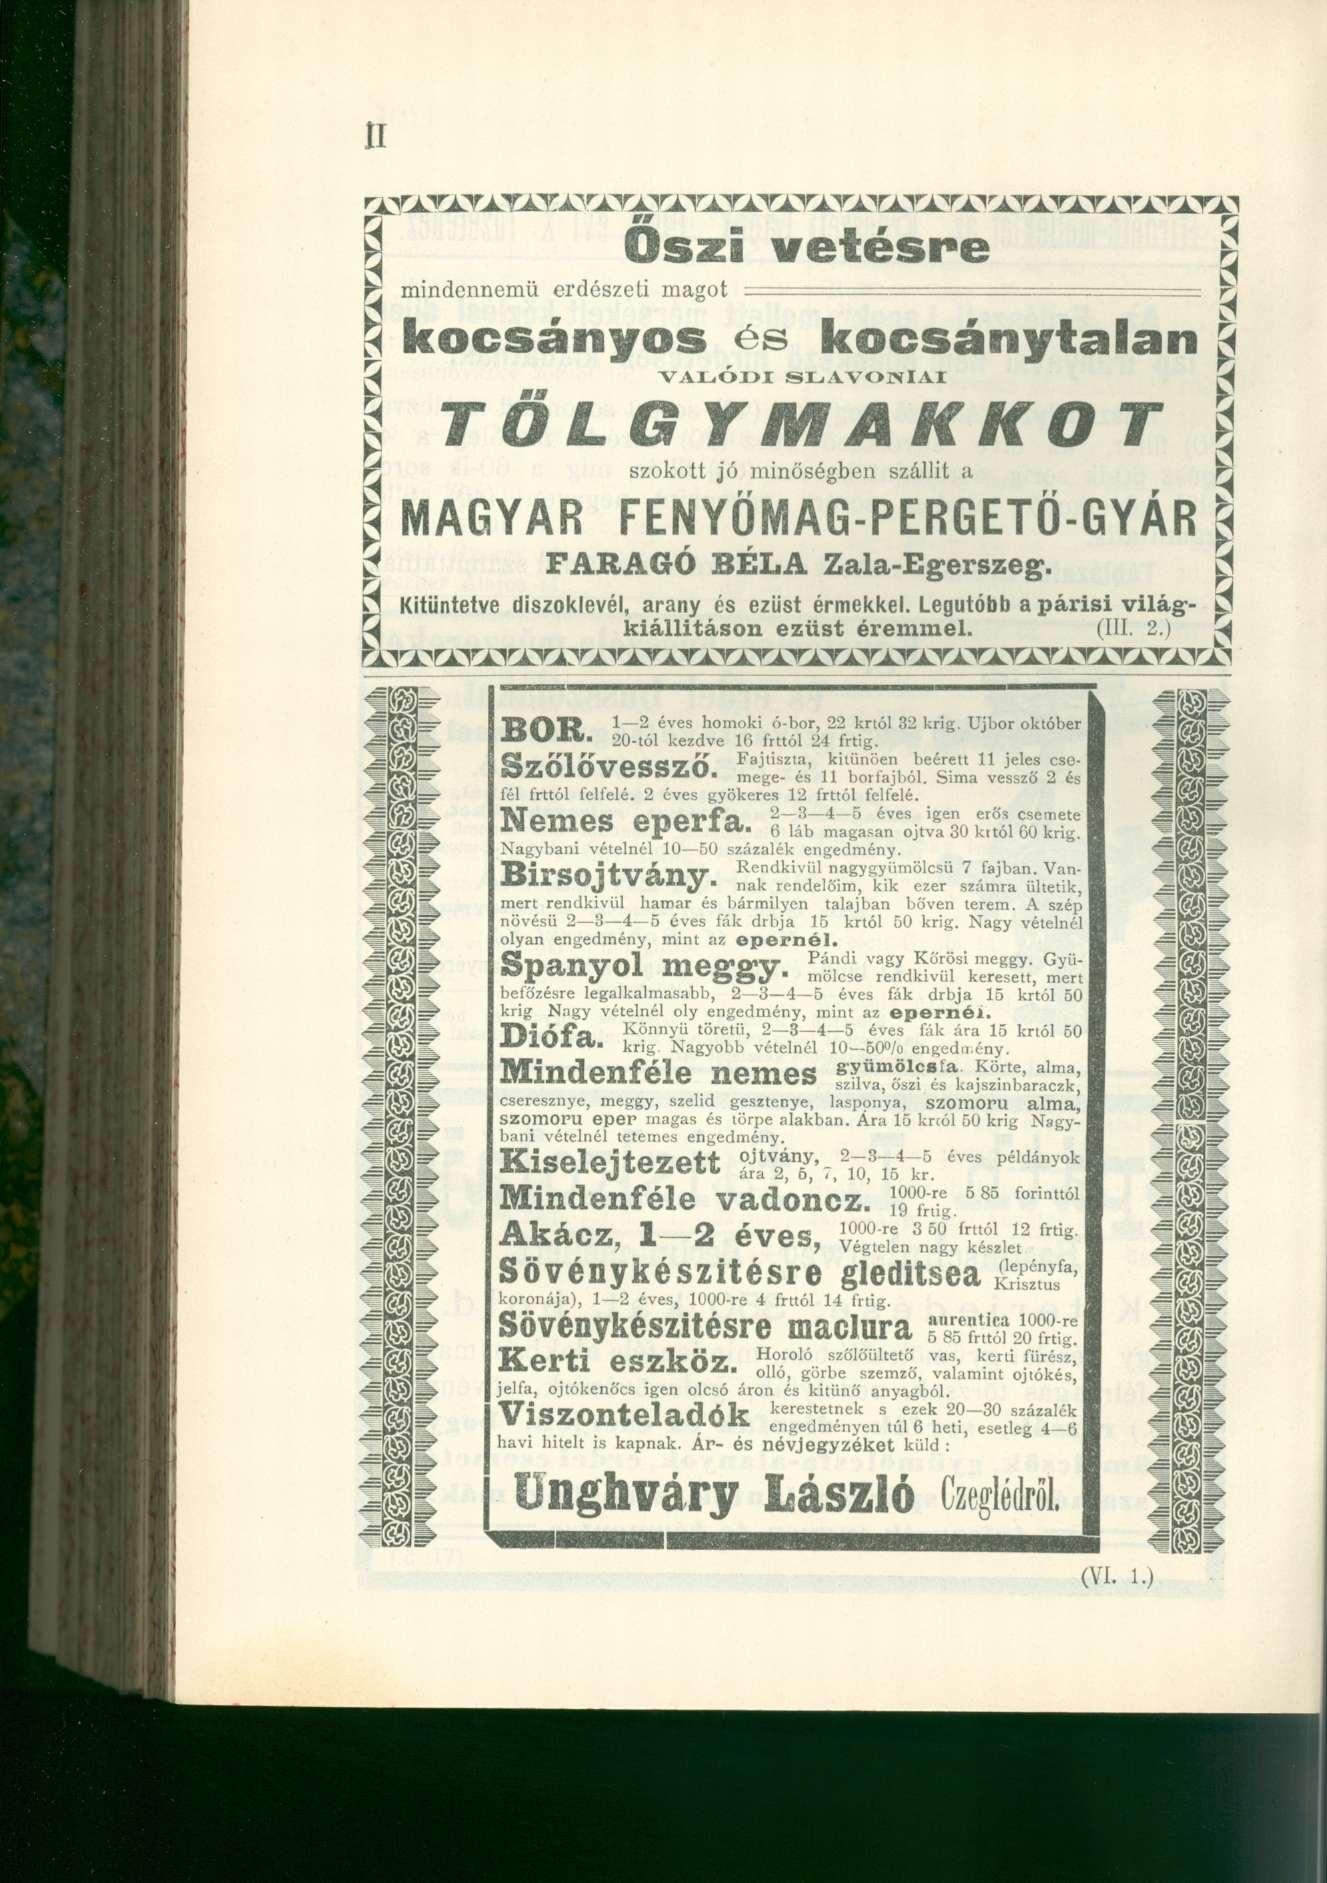 II
Őszi vetésre
mindennemü erdészeti magot
kocsányos és kocsánytalan
VALÓDI SLAVONIAI
TÖLGYMAKKOT
szokott jó minőségben szállit a
MAGYAR FENYŐMAG-PERGETŐ-GYÁR
FARAGÓ BÉLA Zala-Egerszeg.
Kitüntetve diszoklevél, arany és ezüst érmekkel. Legutóbb a párisi világ-
kiállitáson ezüst éremmel. (III. 2.)
BOR. 1—2 éves homoki ó-bor, 22 krtól 32 krig. Ujbor október
20-tól kezdve 16 frttól 24 frtig.
Szőlővessző. Fajtiszta, kitünöen beérett 11 jeles cse-
mege- és 11 borfajból. Sima vessző 2 és
fél frttól felfelé. 2 éves gyökeres 12 frttól felfelé.
Nemes eperfa. 2—3—4—5 éves igen erős csemete
6 láb magasan ojtva 30 krtól 60 krig.
Nagybani vételnél 10—50 százalék engedmény.
Birsojtvány. Rendkivül nagygyümölcsü 7 fajban. Van-
nak rendelőim, kik ezer számra ültetik,
mert rendkivül hamar és bármilyen talajban bőven terem. A szép
növésü 2—3—4—5 éves fák drbja 15 krtól 50 krig. Nagy vételnél
olyan engedmény, mint az epernél.
Spanyol meggy. Pándi vagy Kőrösi meggy. Gyü-
mölcse rendkivül keresett, mert
befőzésre legalkalmasabb, 2—3—4—5 éves fák drbja 15 krtól 50
krig Nagy vételnél oly engedmény, mint az epernél.
Diófa. Könnyü töretü, 2—3—4—5 éves fák ára 15 krtól 50
krig. Nagyobb vételnél 10—50% engedmény.
Mindenféle nemes gyümölcsfa. Körte, alma,
szilva, őszi és kajszinbaraczk,
cseresznye, meggy, szelid gesztenye, lasponya, szomoru alma,
szomoru eper magas és törpe alakban. Ára 15 krtól 50 krig Nagy-
bani vételnél tetemes engedmény.
Kiselejtezett ojtvány, 2—3—4—5 éves példányok
ára 2, 5, 7, 10, 15 kr.
Mindenféle vadoncz. 1000-re 5 85 forinttól
19 frtig.
Akácz, 1—2 éves, 1000-re 3 50 frttól 12 frtig.
Végtelen nagy készlet
Sövénykészitésre gleditsea (lepényfa,
Krisztus
koronája), 1—2 éves, 1000-re 4 frttól 14 frtig.
Sövénykészitésre maclura aurentica 1000-re
5 85 frttól 20 frtig.
Kerti eszköz. Horoló szőlőültető vas, kerti fürész,
olló, görbe szemző, valamint ojtókés,
jelfa, ojtókenőcs igen olcsó áron és kitünő anyagból.
Viszonteladók kerestetnek s ezek 20—30 százalék
engedményen túl 6 heti, esetleg 4—6
havi hitelt is kapnak. Ár- és névjegyzéket küld :
Unghváry László Czeglédről.
(VI. 1.)